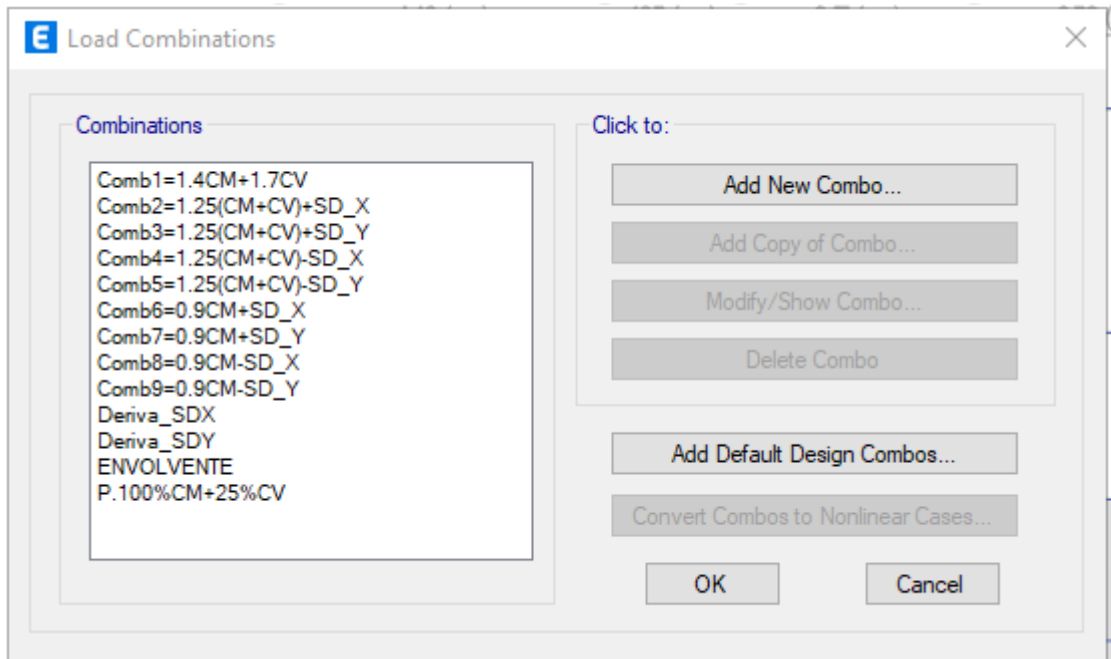 E Load Combinations
Combinations
Comb1=1.4CM+1.7CV
Comb2=1.25(CM+CV)+SD_X
Comb3=1.25(CM+CV)+SD_Y
Comb4=1.25(CM+CV)-SD_X
Comb5=1.25(CM+CV)-SD_Y
Comb6=0.9CM+SD_X
Comb7=0.9CM+SD_Y
Comb8=0.9CM-SD_X
Comb9=0.9CM-SD_Y
Deriva_SDX
Deriva_SDY
ENVOLVENTE
P.100%CM+25%CV
Click to:
Add New Combo...
Add Copy of Combo...
Modify/Show Combo...
Delete Combo
Add Default Design Combos...
Convert Combos to Nonlinear Cases...
OK
Cancel